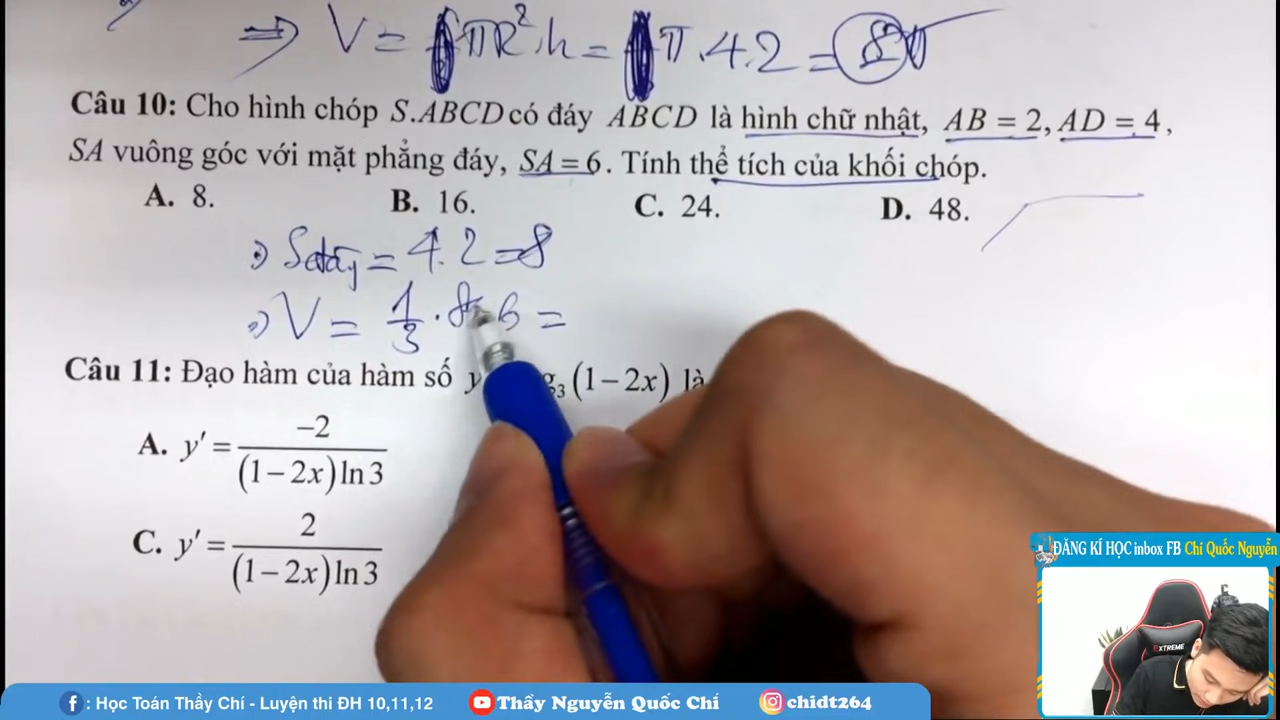 ⇒ V = πR².h = π.4.2 = 8π
Câu 10: Cho hình chóp S.ABCD có đáy ABCD là hình chữ nhật, AB = 2, AD = 4,
SA vuông góc với mặt phẳng đáy, SA = 6. Tính thể tích của khối chóp.
A. 8. B. 16. C. 24. D. 48.
Sđáy = 4.2 = 8
V = 1/3 . 8 . 6 =
Câu 11: Đạo hàm của hàm số y g₃(1 – 2x) là
A. y' = -2/((1 – 2x)ln3)
C. y' = 2/((1 – 2x)ln3)
ĐĂNG KÍ HỌC inbox FB Chí Quốc Nguyễn
EXTREME
: Học Toán Thầy Chí - Luyện thi ĐH 10,11,12 Thầy Nguyễn Quốc Chí chidt264